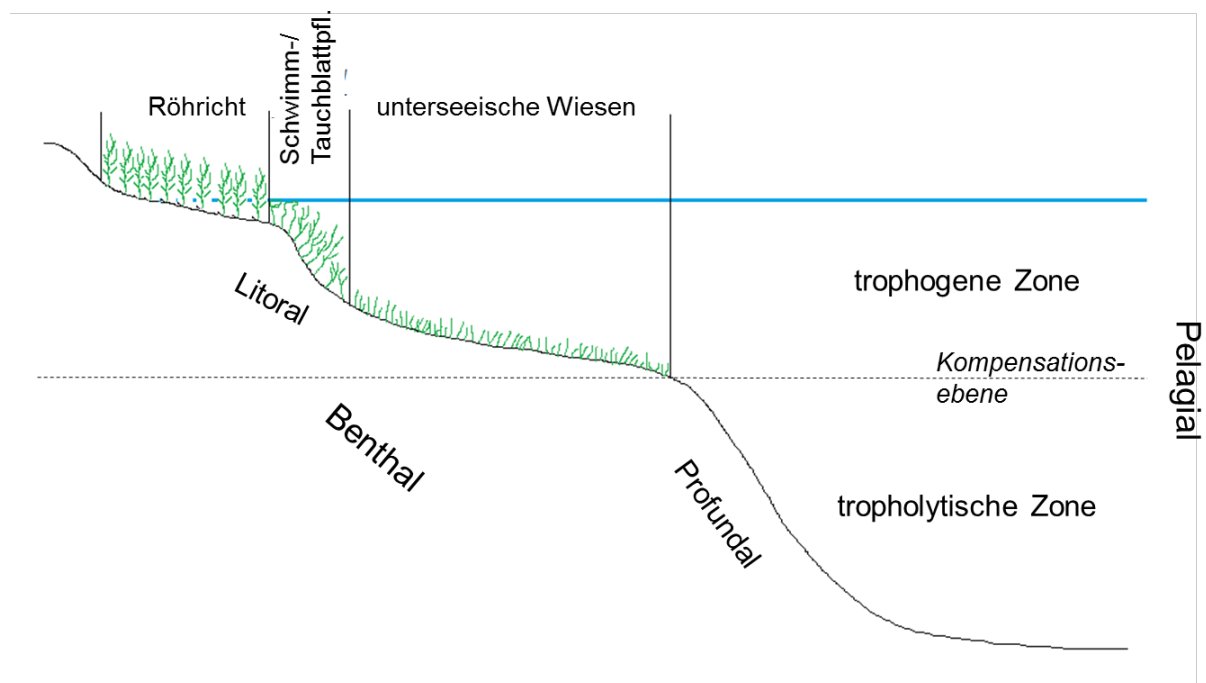 Röhricht
Schwimm-/
Tauchblattpfl.
unterseeische Wiesen
Litoral
trophogene Zone
Kompensations-
ebene
Pelagial
Benthal
Profundal
tropholytische Zone